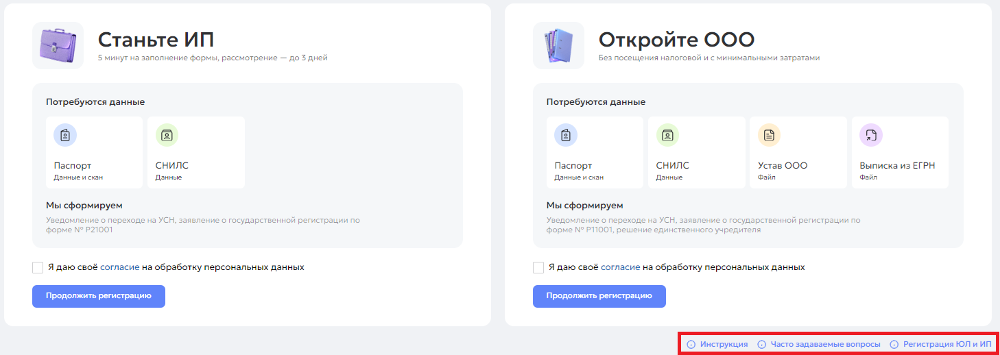 Станьте ИП
5 минут на заполнение формы, рассмотрение — до 3 дней
Потребуются данные
Паспорт
Данные и скан
СНИЛС
Данные
Мы сформируем
Уведомление о переходе на УСН, заявление о государственной регистрации по
форме № Р21001
Я даю своё согласие на обработку персональных данных
Продолжить регистрацию
Откройте ООО
Без посещения налоговой и с минимальными затратами
Потребуются данные
Паспорт
Данные и скан
СНИЛС
Данные
Устав ООО
Файл
Выписка из ЕГРН
Файл
Мы сформируем
Уведомление о переходе на УСН, заявление о государственной регистрации по
форме № Р11001, решение единственного учредителя
Я даю своё согласие на обработку персональных данных
Продолжить регистрацию
Инструкция
Часто задаваемые вопросы
Регистрация ЮЛ и ИП